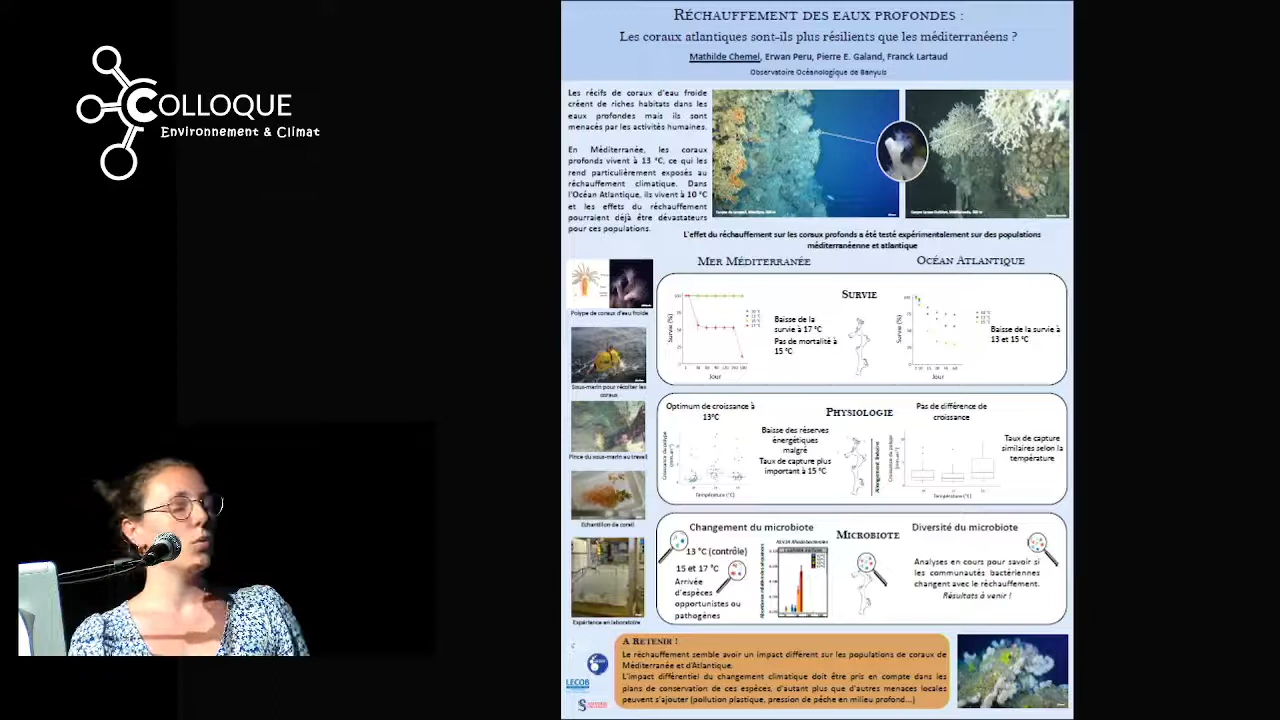 COLLOQUE
Environnement & Climat
RÉCHAUFFEMENT DES EAUX PROFONDES :
Les coraux atlantiques sont-ils plus résilients que les méditerranéens ?
Mathilde Chemel, Erwan Peru, Pierre E. Galand, Franck Lartaud
Observatoire Océanologique de Banyuls
Les récifs de coraux d'eau froide
créent de riches habitats dans les
eaux profondes mais ils sont
menacés par les activités humaines.
En Méditerranée, les coraux
profonds vivent à 13 °C, ce qui les
rend particulièrement exposés au
réchauffement climatique. Dans
l'Océan Atlantique, ils vivent à 10 °C
et les effets du réchauffement
pourraient déjà être dévastateurs
pour ces populations.
L'effet du réchauffement sur les coraux profonds a été testé expérimentalement sur des populations
méditerranéenne et atlantique
MER MÉDITERRANÉE
OCÉAN ATLANTIQUE
Polype de coraux d'eau froide
Sous-marin pour récolter les
coraux
Pince du sous-marin au travail
Echantillon de corail
Expérience en laboratoire
SURVIE
Survie (%)
Jour
Baisse de la
survie à 17 °C
Pas de mortalité à
15 °C
Survie (%)
Jour
Baisse de la survie à
13 et 15 °C
PHYSIOLOGIE
Optimum de croissance à
13°C
Température (°C)
Baisse des réserves
énergétiques
malgré
Taux de capture plus
important à 15 °C
Pas de différence de
croissance
Température (°C)
Taux de capture
similaires selon la
température
MICROBIOTE
Changement du microbiote
13 °C (contrôle)
15 et 17 °C
Arrivée
d'espèces
opportunistes ou
pathogènes
Diversité du microbiote
Analyses en cours pour savoir si
les communautés bactériennes
changent avec le réchauffement.
Résultats à venir !
A RETENIR !
Le réchauffement semble avoir un impact différent sur les populations de coraux de
Méditerranée et d'Atlantique.
L'impact différentiel du changement climatique doit être pris en compte dans les
plans de conservation de ces espèces, d'autant plus que d'autres menaces locales
peuvent s'ajouter (pollution plastique, pression de pêche en milieu profond...)
LECOB